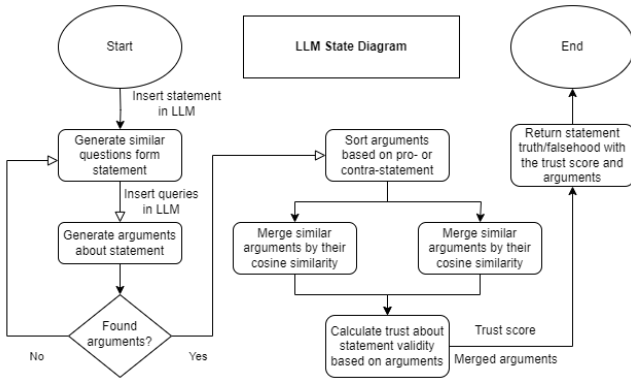 Start
LLM State Diagram
End
Insert statement
in LLM
Generate similar
questions form
statement
Insert queries
in LLM
Generate arguments
about statement
Found
arguments?
No
Yes
Sort arguments
based on pro- or
contra-statement
Merge similar
arguments by their
cosine similarity
Merge similar
arguments by their
cosine similarity
Calculate trust about
statement validity
based on arguments
Trust score
Merged arguments
Return statement
truth/falsehood with
the trust score and
arguments